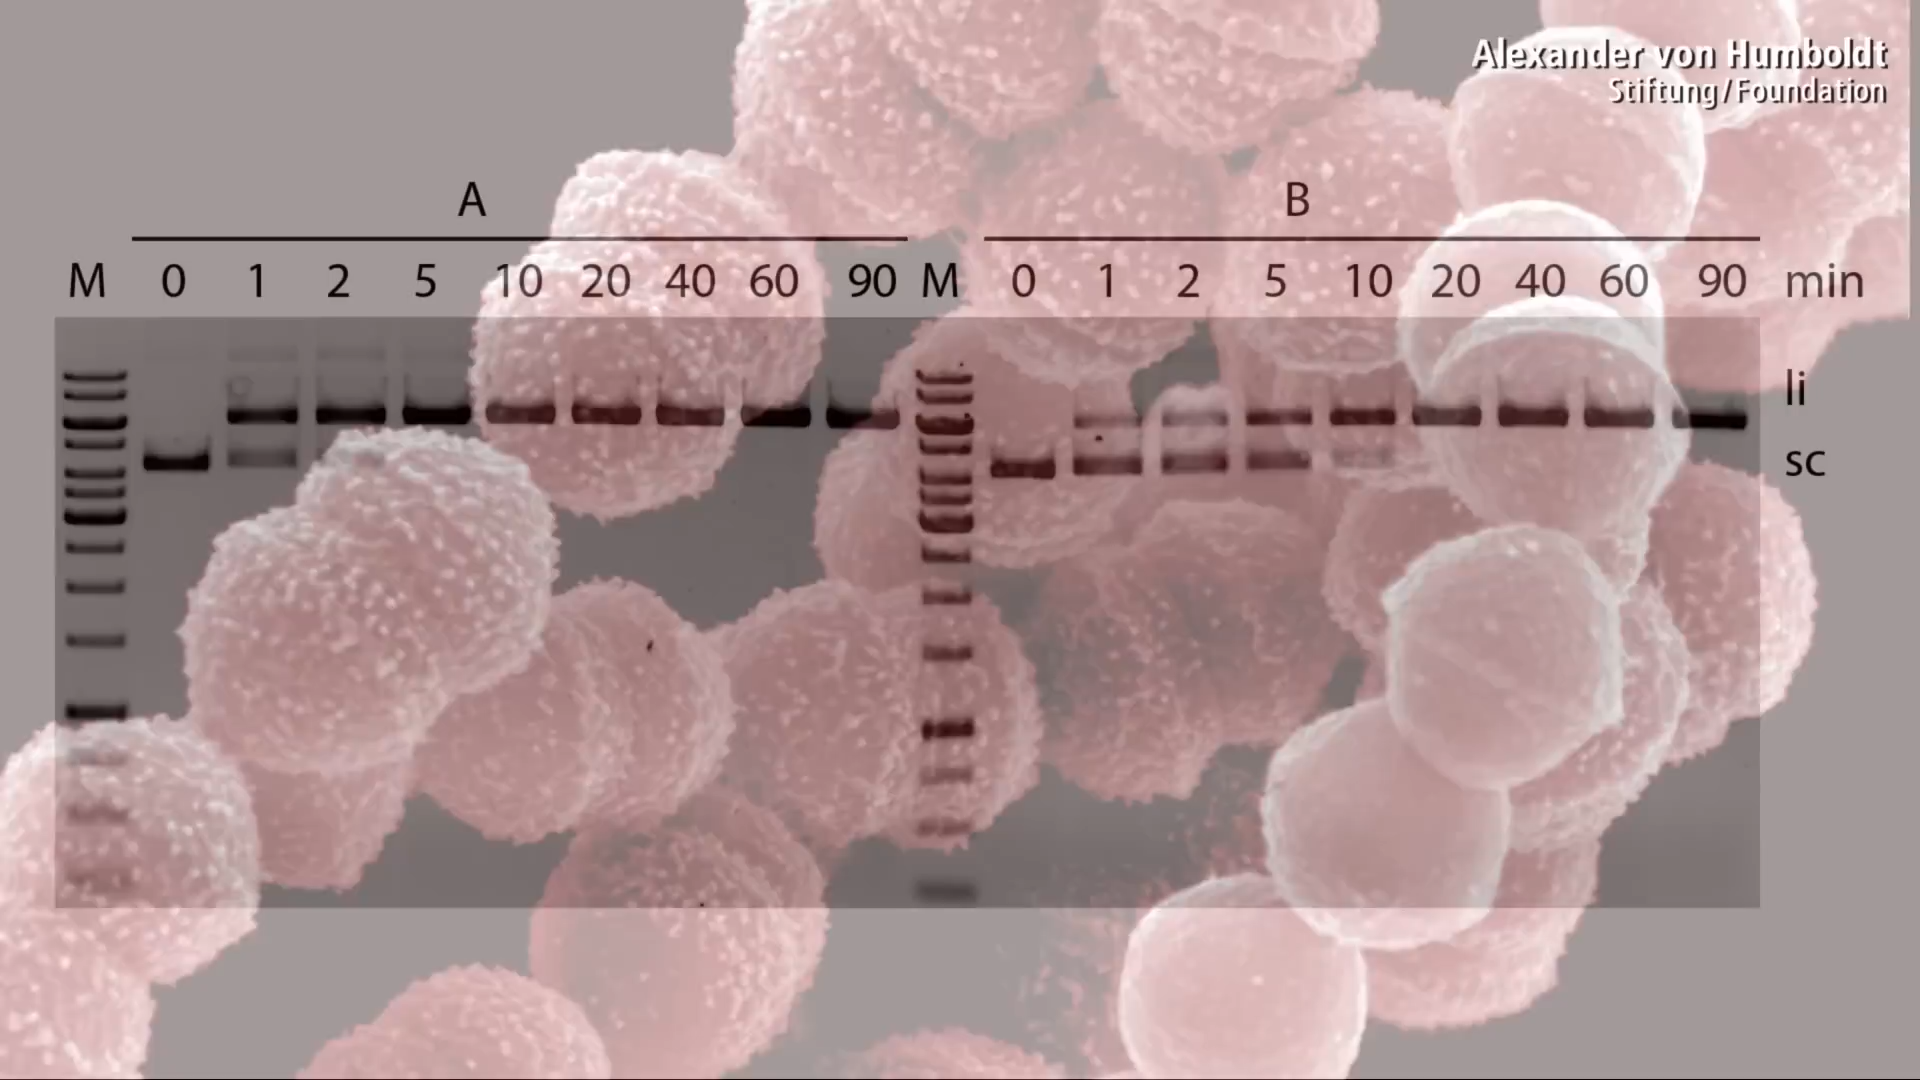 Alexander von Humboldt
Stiftung/Foundation
A B
M 0 1 2 5 10 20 40 60 90 M 0 1 2 5 10 20 40 60 90 min
li
sc